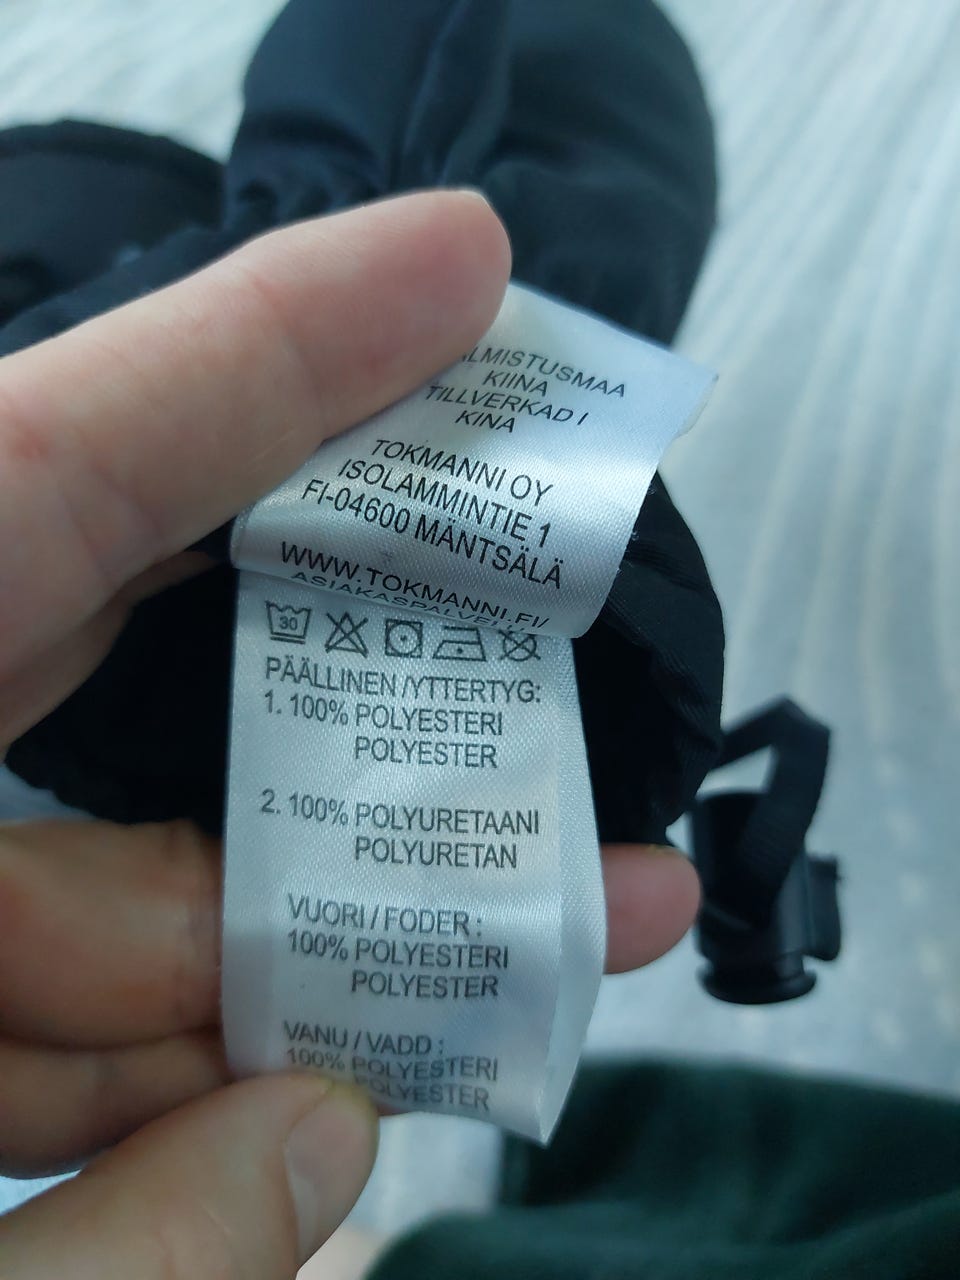 KIINA
TILLVERKAD I
KINA
TOKMANNI OY
ISOLAMMINTIE 1
FI-04600 MÄNTSÄLÄ
WWW.TOKMANNI.FI/
ASIAKASPALVELU
30
PÄÄLLINEN /YTTERTYG:
1. 100% POLYESTERI
POLYESTER
2. 100% POLYURETAANI
POLYURETAN
VUORI / FODER :
100% POLYESTERI
POLYESTER
VANU / VADD :
100% POLYESTERI
POLYESTER